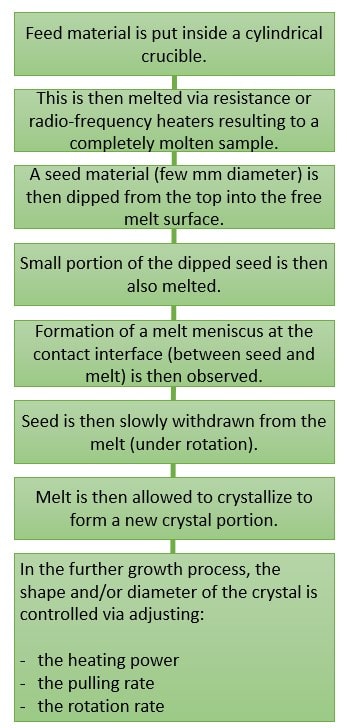 Feed material is put inside a cylindrical
crucible.
This is then melted via resistance or
radio-frequency heaters resulting to a
completely molten sample.
A seed material (few mm diameter) is
then dipped from the top into the free
melt surface.
Small portion of the dipped seed is then
also melted.
Formation of a melt meniscus at the
contact interface (between seed and
melt) is then observed.
Seed is then slowly withdrawn from the
melt (under rotation).
Melt is then allowed to crystallize to
form a new crystal portion.
In the further growth process, the
shape and/or diameter of the crystal is
controlled via adjusting:
- the heating power
- the pulling rate
- the rotation rate